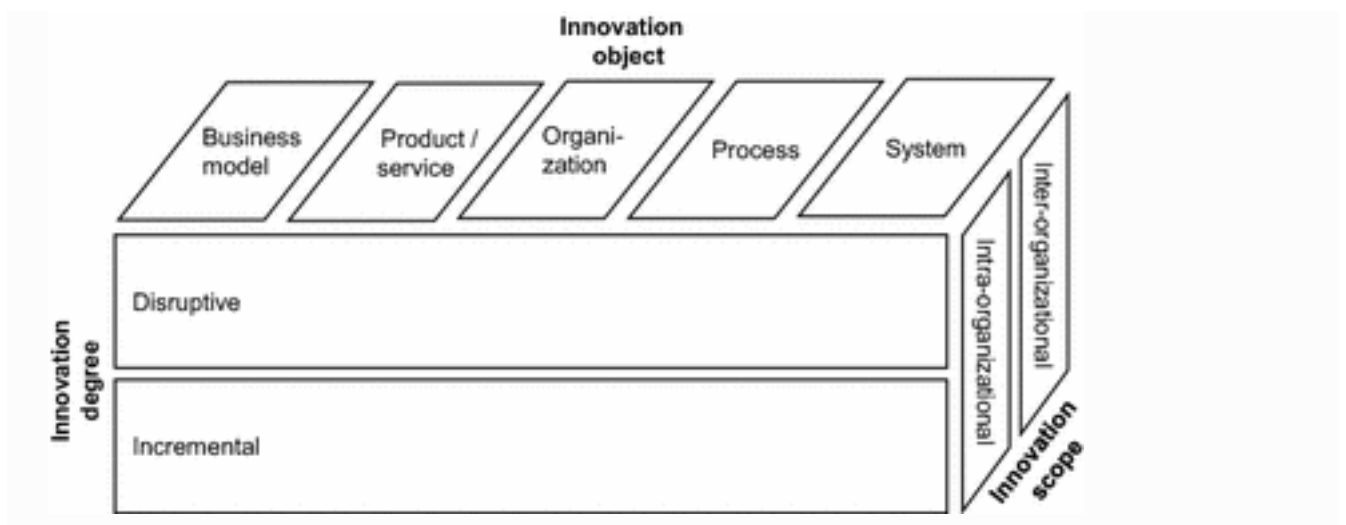 Innovation
object
Business
model
Product /
service
Organi-
zation
Process
System
Disruptive
Incremental
Innovation
degree
Intra-organizational
Inter-organizational
Innovation
scope